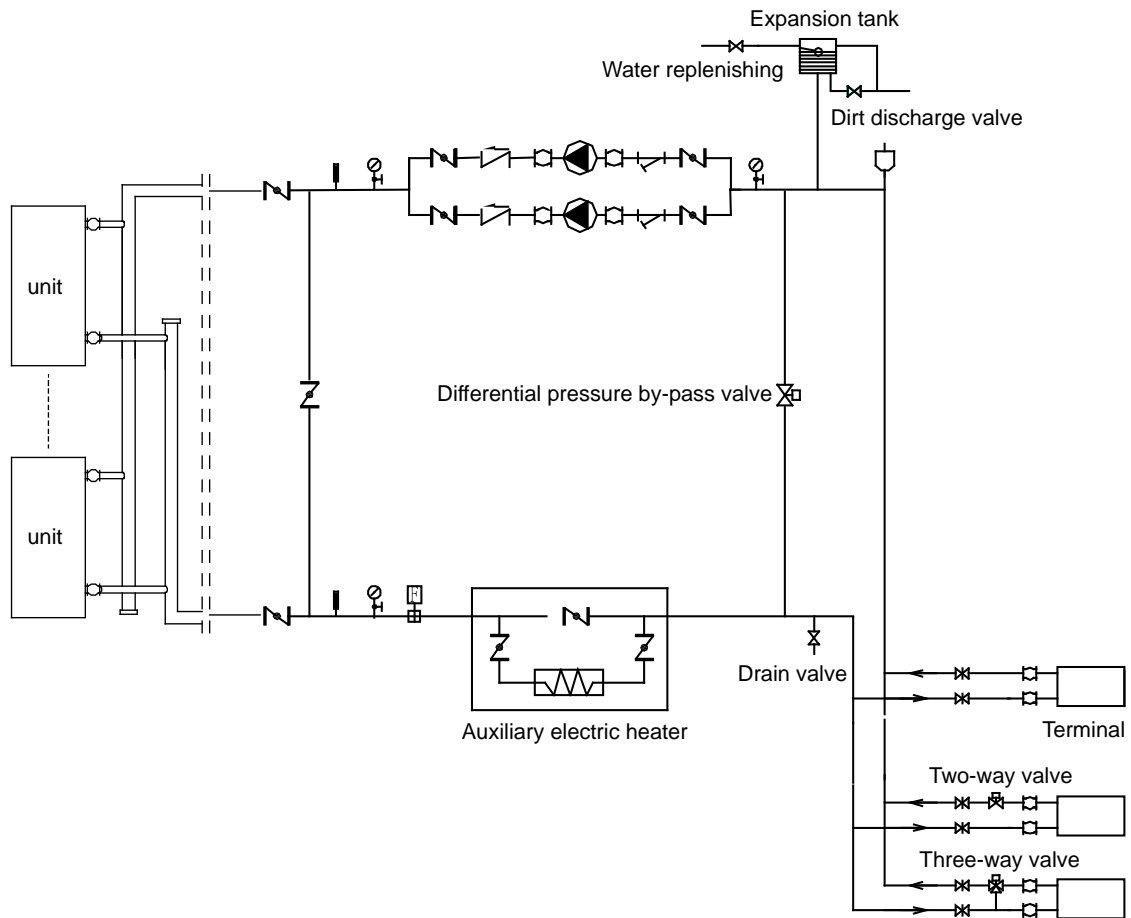 Expansion tank
Water replenishing
Dirt discharge valve
unit
Differential pressure by-pass valve
unit
F
Drain valve
Auxiliary electric heater
Terminal
Two-way valve
Three-way valve